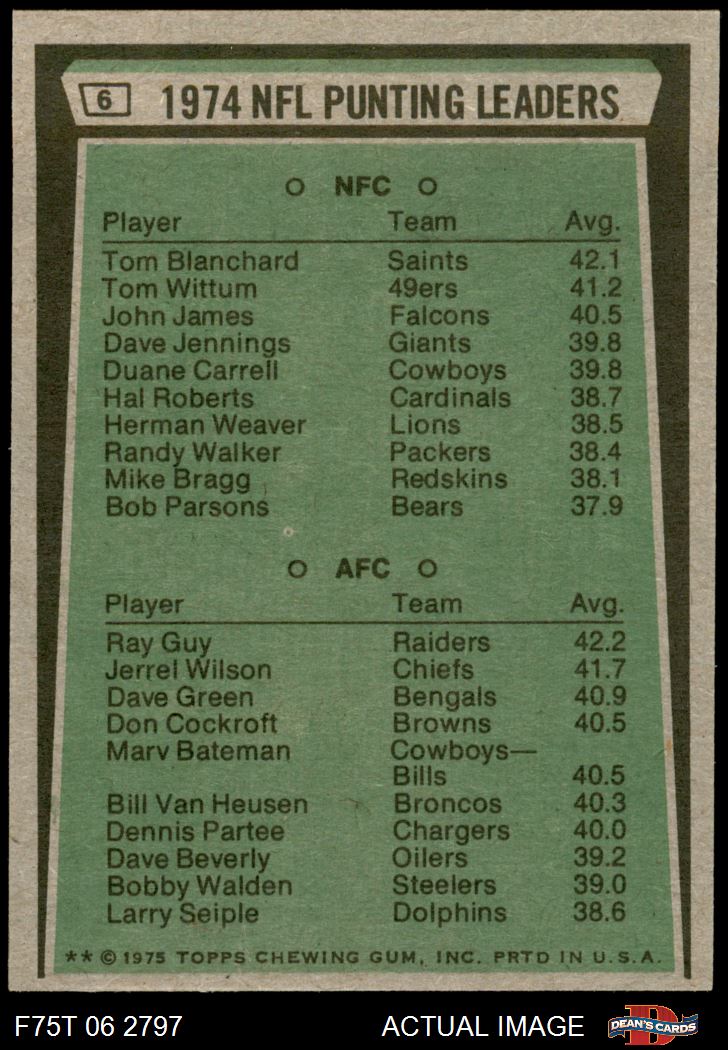 6 1974 NFL PUNTING LEADERS
NFC
Player Team Avg.
Tom Blanchard Saints 42.1
Tom Wittum 49ers 41.2
John James Falcons 40.5
Dave Jennings Giants 39.8
Duane Carrell Cowboys 39.8
Hal Roberts Cardinals 38.7
Herman Weaver Lions 38.5
Randy Walker Packers 38.4
Mike Bragg Redskins 38.1
Bob Parsons Bears 37.9
AFC
Player Team Avg.
Ray Guy Raiders 42.2
Jerrel Wilson Chiefs 41.7
Dave Green Bengals 40.9
Don Cockroft Browns 40.5
Marv Bateman Cowboys—
Bills 40.5
Bill Van Heusen Broncos 40.3
Dennis Partee Chargers 40.0
Dave Beverly Oilers 39.2
Bobby Walden Steelers 39.0
Larry Seiple Dolphins 38.6
** © 1975 TOPPS CHEWING GUM, INC. PRTD IN U.S.A.
F75T 06 2797 ACTUAL IMAGE D DEAN'S CARDS